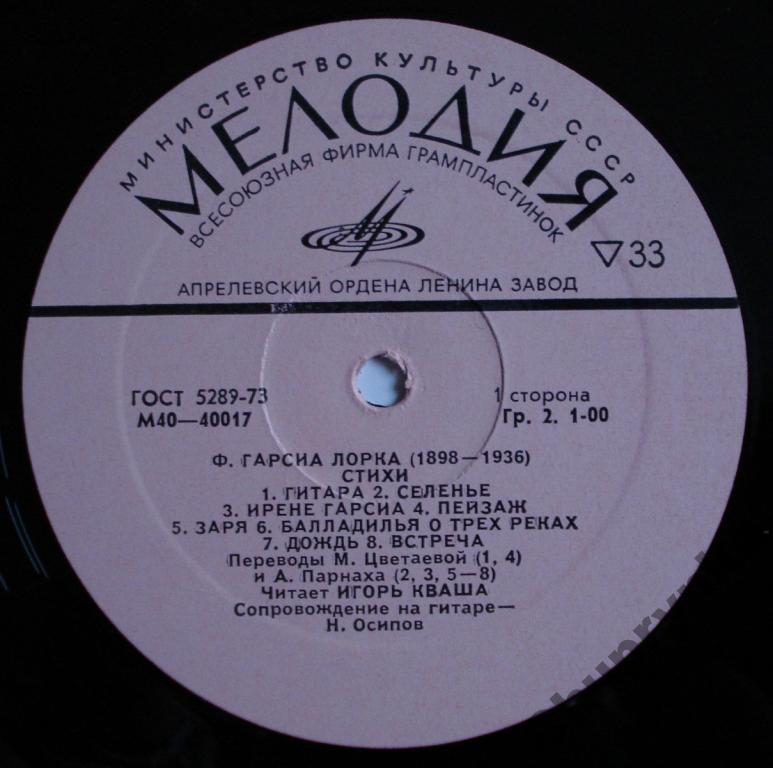 МИНИСТЕРСТВО КУЛЬТУРЫ СССР
МЕЛОДИЯ
ВСЕСОЮЗНАЯ ФИРМА ГРАМПЛАСТИНОК
▽33
АПРЕЛЕВСКИЙ ОРДЕНА ЛЕНИНА ЗАВОД
ГОСТ 5289-73 1 сторона
М40—40017 Гр. 2. 1-00
Ф. ГАРСИА ЛОРКА (1898—1936)
СТИХИ
1. ГИТАРА 2. СЕЛЕНЬЕ
3. ИРЕНЕ ГАРСИА 4. ПЕЙЗАЖ
5. ЗАРЯ 6. БАЛЛАДИЛЬЯ О ТРЕХ РЕКАХ
7. ДОЖДЬ 8. ВСТРЕЧА
Переводы М. Цветаевой (1, 4)
и А. Парнаха (2, 3, 5—8)
Читает ИГОРЬ КВАША
Сопровождение на гитаре—
Н. Осипов